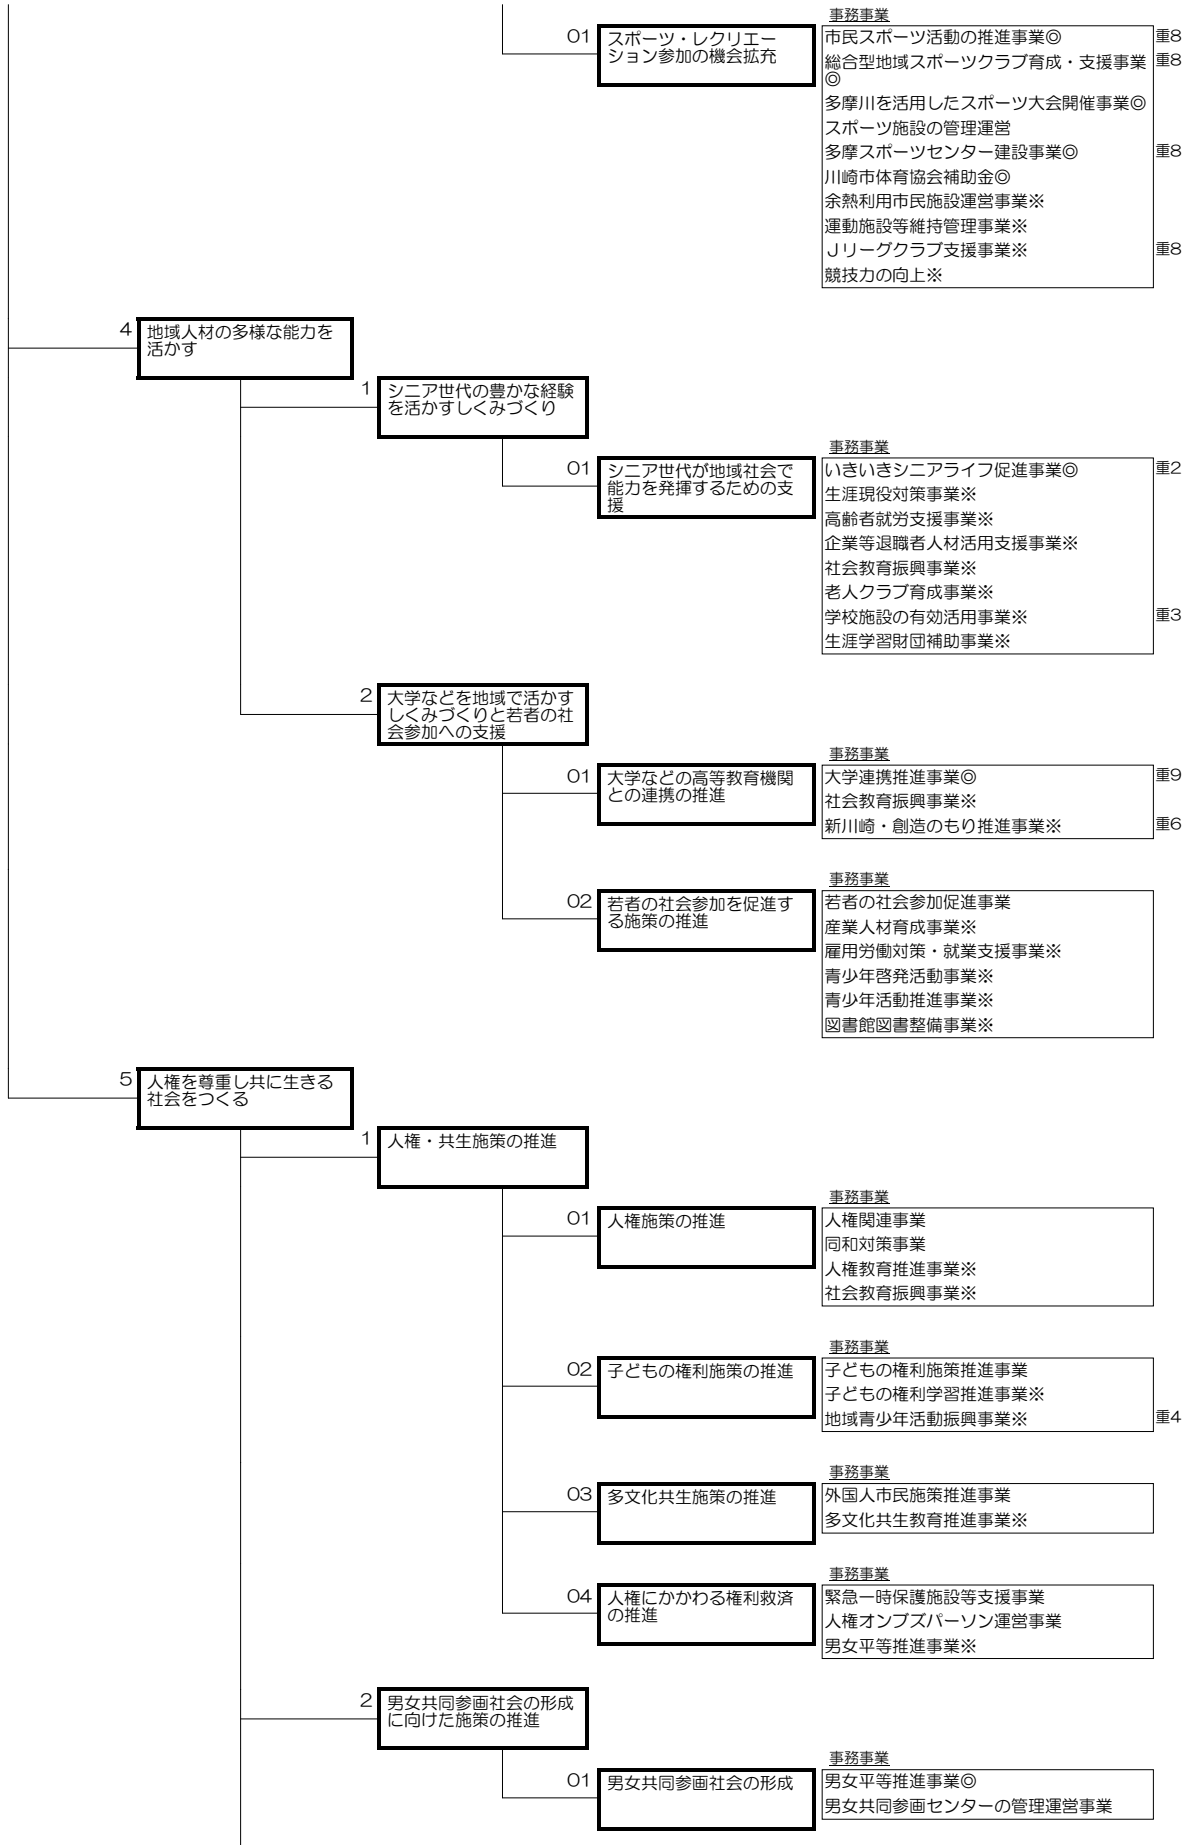 事務事業
01 スポーツ・レクリエー
ション参加の機会拡充
市民スポーツ活動の推進事業◎ 重8
総合型地域スポーツクラブ育成・支援事業 重8
◎
多摩川を活用したスポーツ大会開催事業◎
スポーツ施設の管理運営
多摩スポーツセンター建設事業◎ 重8
川崎市体育協会補助金◎
余熱利用市民施設運営事業※
運動施設等維持管理事業※
Jリーグクラブ支援事業※ 重8
競技力の向上※
4 地域人材の多様な能力を
活かす
1 シニア世代の豊かな経験
を活かすしくみづくり
事務事業
01 シニア世代が地域社会で
能力を発揮するための支
援
いきいきシニアライフ促進事業◎ 重2
生涯現役対策事業※
高齢者就労支援事業※
企業等退職者人材活用支援事業※
社会教育振興事業※
老人クラブ育成事業※
学校施設の有効活用事業※ 重3
生涯学習財団補助事業※
2 大学などを地域で活かす
しくみづくりと若者の社
会参加への支援
事務事業
01 大学などの高等教育機関
との連携の推進
大学連携推進事業◎ 重9
社会教育振興事業※
新川崎・創造のもり推進事業※ 重6
事務事業
02 若者の社会参加を促進す
る施策の推進
若者の社会参加促進事業
産業人材育成事業※
雇用労働対策・就業支援事業※
青少年啓発活動事業※
青少年活動推進事業※
図書館図書整備事業※
5 人権を尊重し共に生きる
社会をつくる
1 人権・共生施策の推進
事務事業
01 人権施策の推進
人権関連事業
同和対策事業
人権教育推進事業※
社会教育振興事業※
事務事業
02 子どもの権利施策の推進
子どもの権利施策推進事業
子どもの権利学習推進事業※
地域青少年活動振興事業※ 重4
事務事業
03 多文化共生施策の推進
外国人市民施策推進事業
多文化共生教育推進事業※
事務事業
04 人権にかかわる権利救済
の推進
緊急一時保護施設等支援事業
人権オンブズパーソン運営事業
男女平等推進事業※
2 男女共同参画社会の形成
に向けた施策の推進
事務事業
01 男女共同参画社会の形成
男女平等推進事業◎
男女共同参画センターの管理運営事業